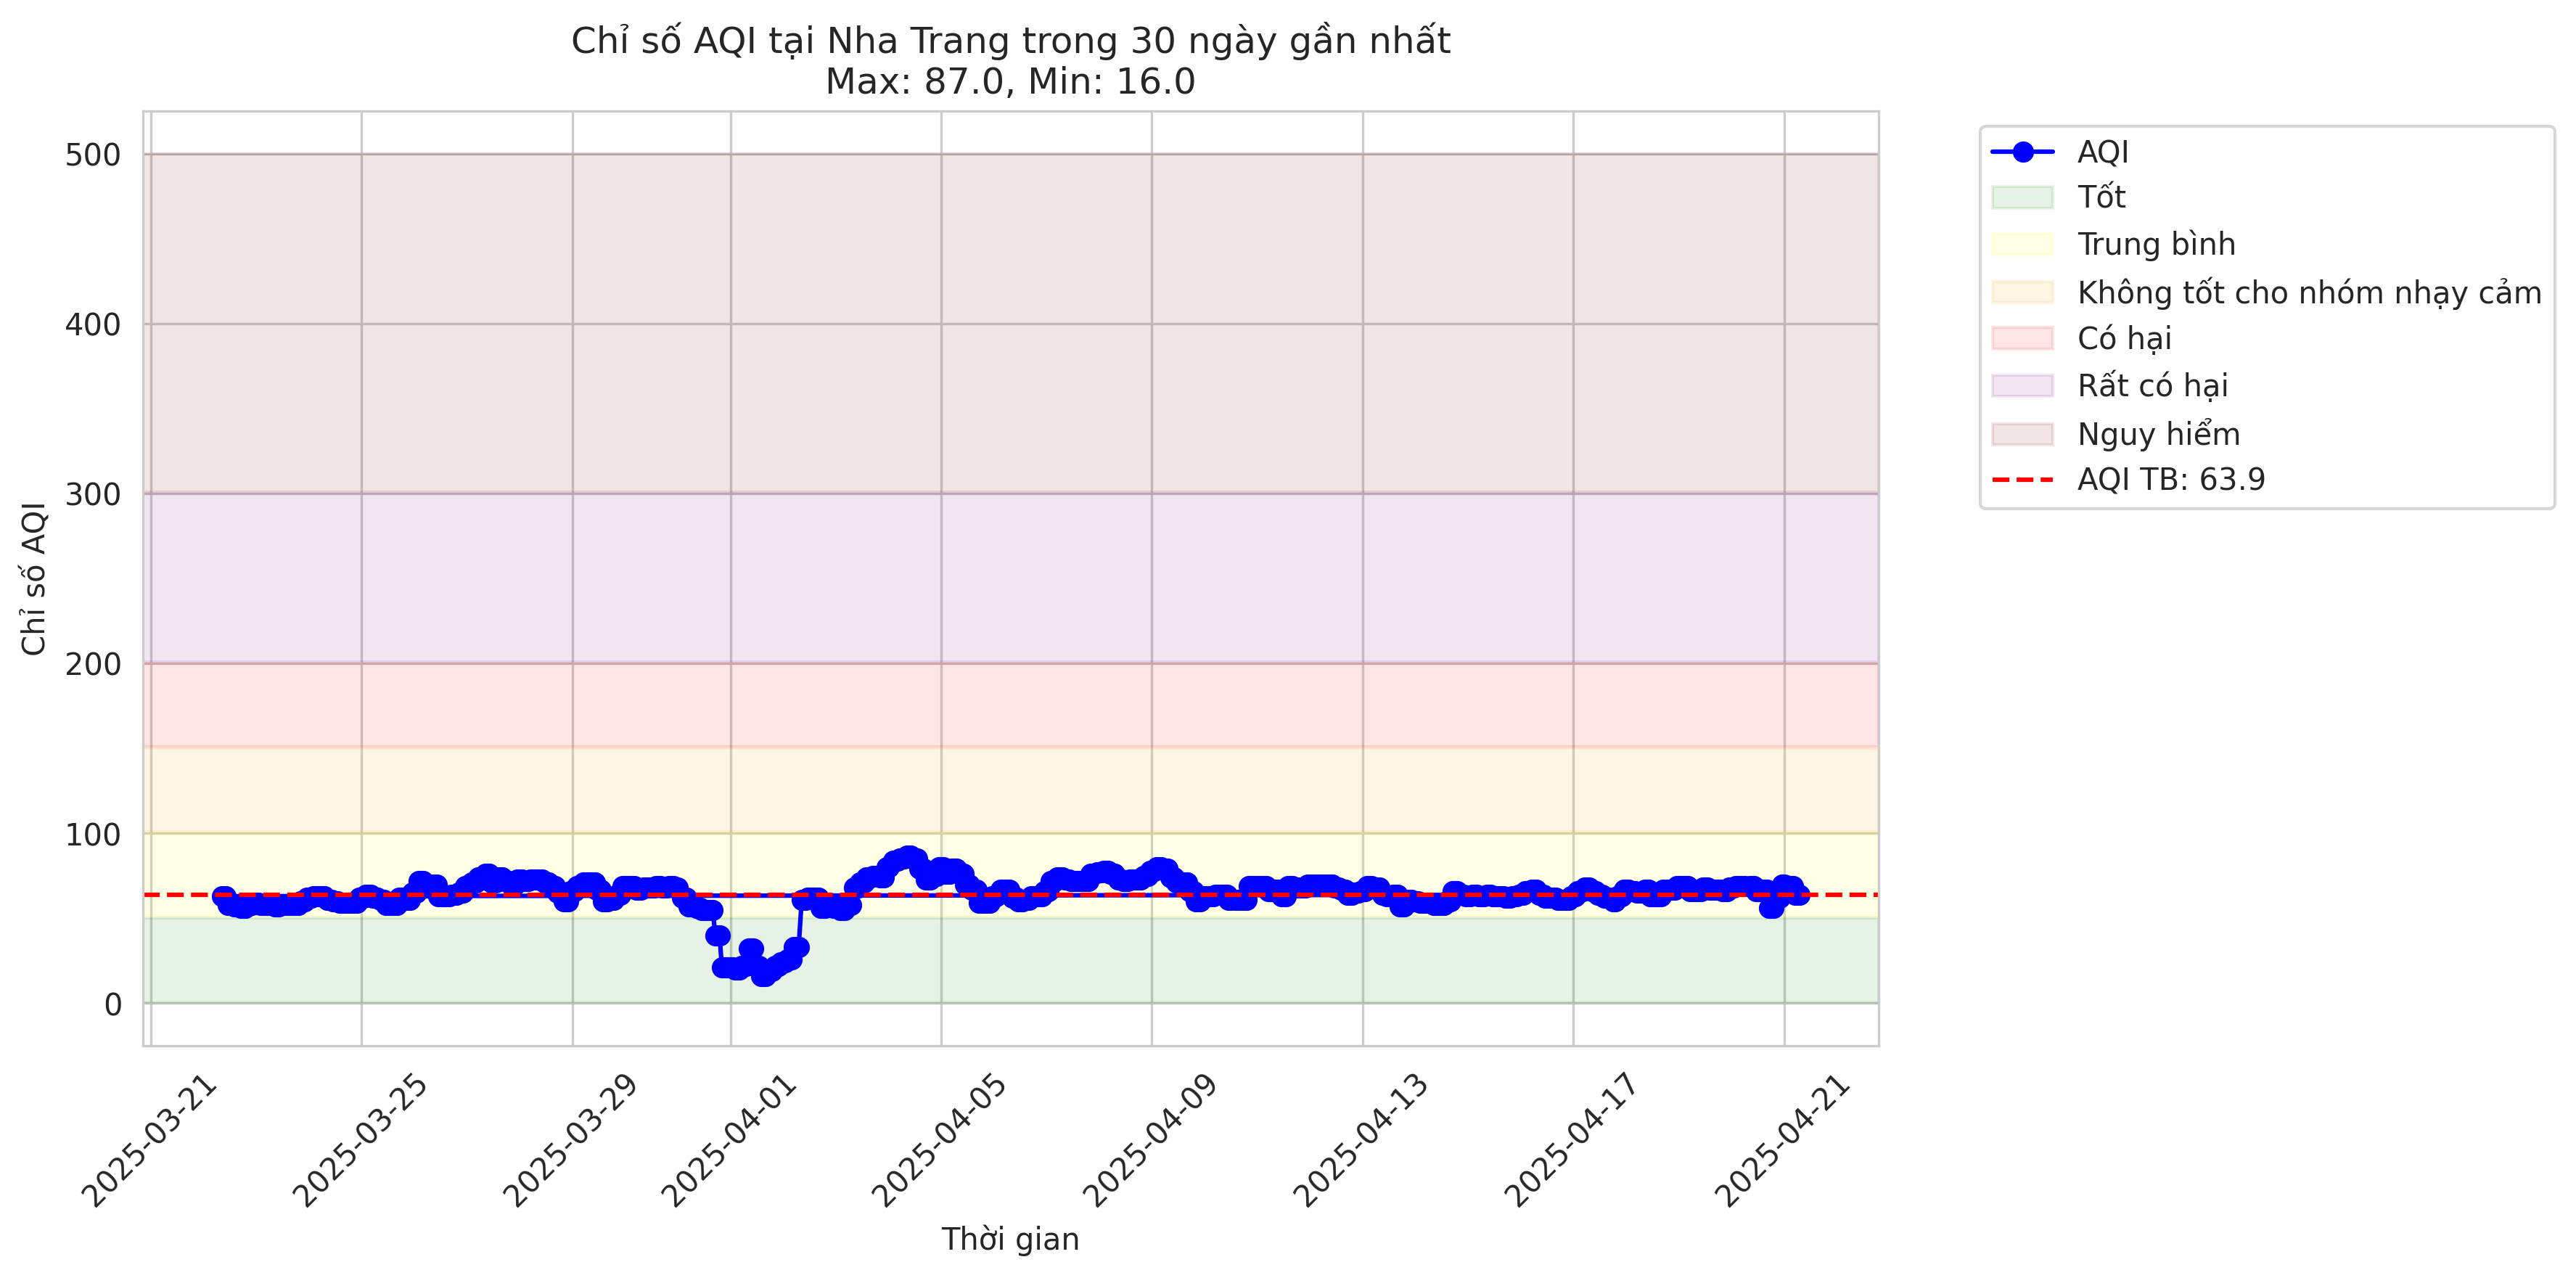 Chỉ số AQI tại Nha Trang trong 30 ngày gần nhất
Max: 87.0, Min: 16.0
Chỉ số AQI
500
400
300
200
100
0
2025-03-21
2025-03-25
2025-03-29
2025-04-01
2025-04-05
2025-04-09
2025-04-13
2025-04-17
2025-04-21
Thời gian
AQI
Tốt
Trung bình
Không tốt cho nhóm nhạy cảm
Có hại
Rất có hại
Nguy hiểm
AQI TB: 63.9